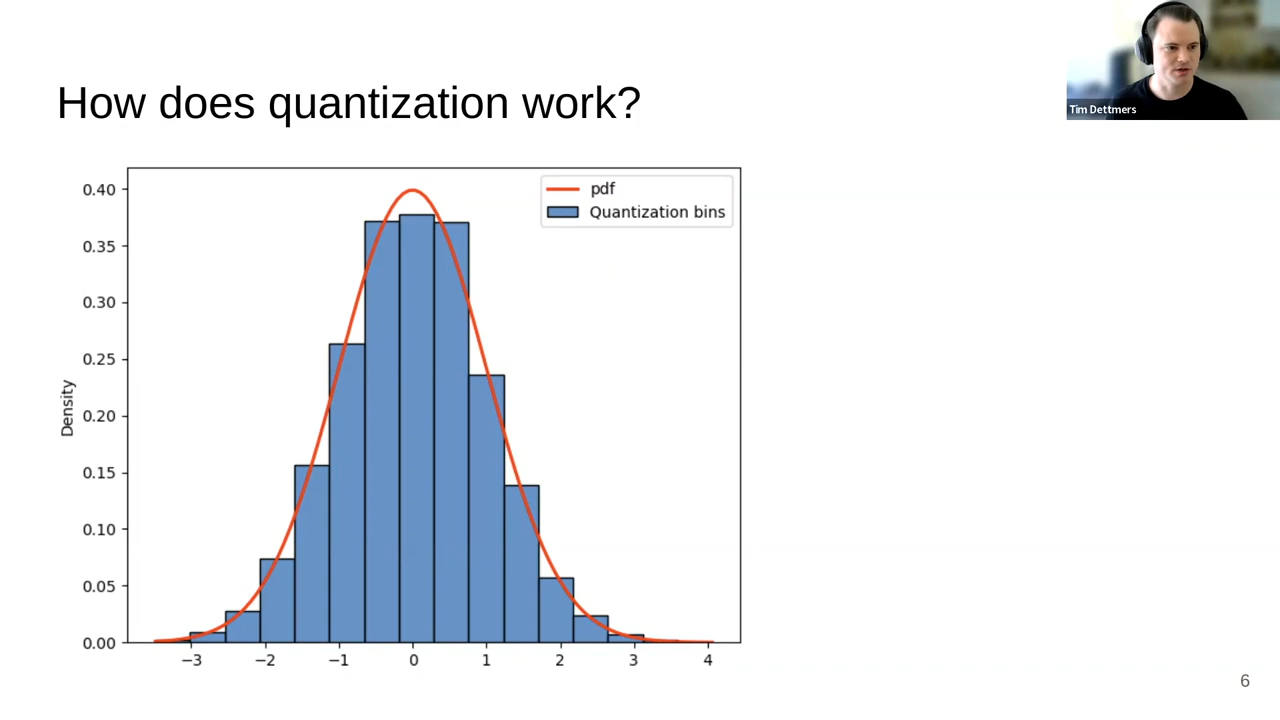 How does quantization work?
Tim Dettmers
pdf
Quantization bins
Density
0.40
0.35
0.30
0.25
0.20
0.15
0.10
0.05
0.00
−3 −2 −1 0 1 2 3 4
6